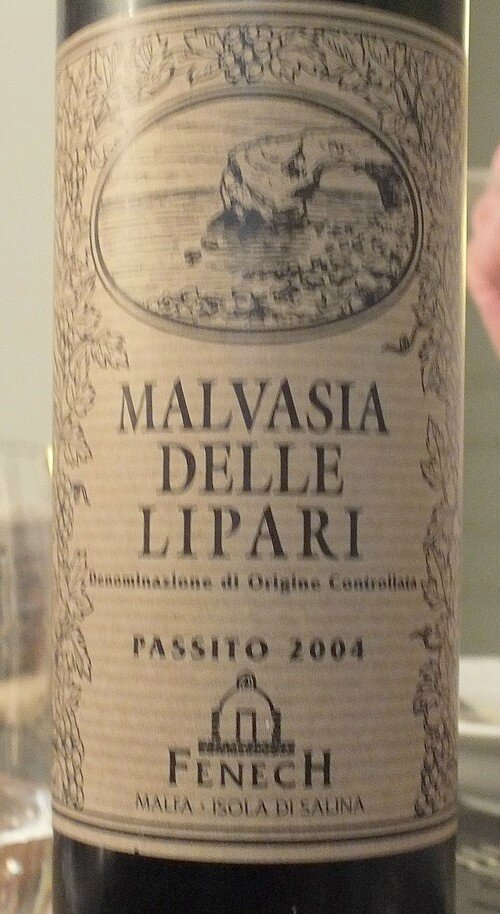 MALVASIA
DELLE
LIPARI
Denominazione di Origine Controllata
PASSITO 2004
FENECH
MALFA - ISOLA DI SALINA